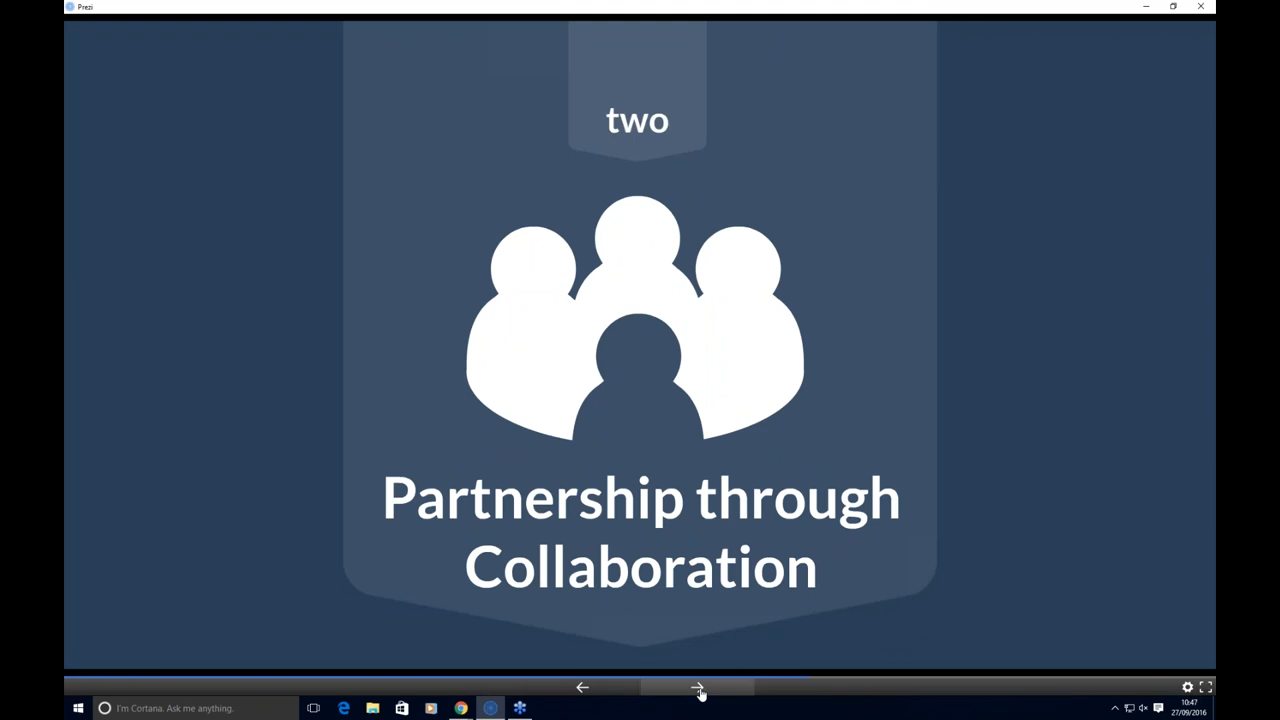 Prezi
two
Partnership through
Collaboration
I'm Cortana. Ask me anything.
10:47
27/09/2016